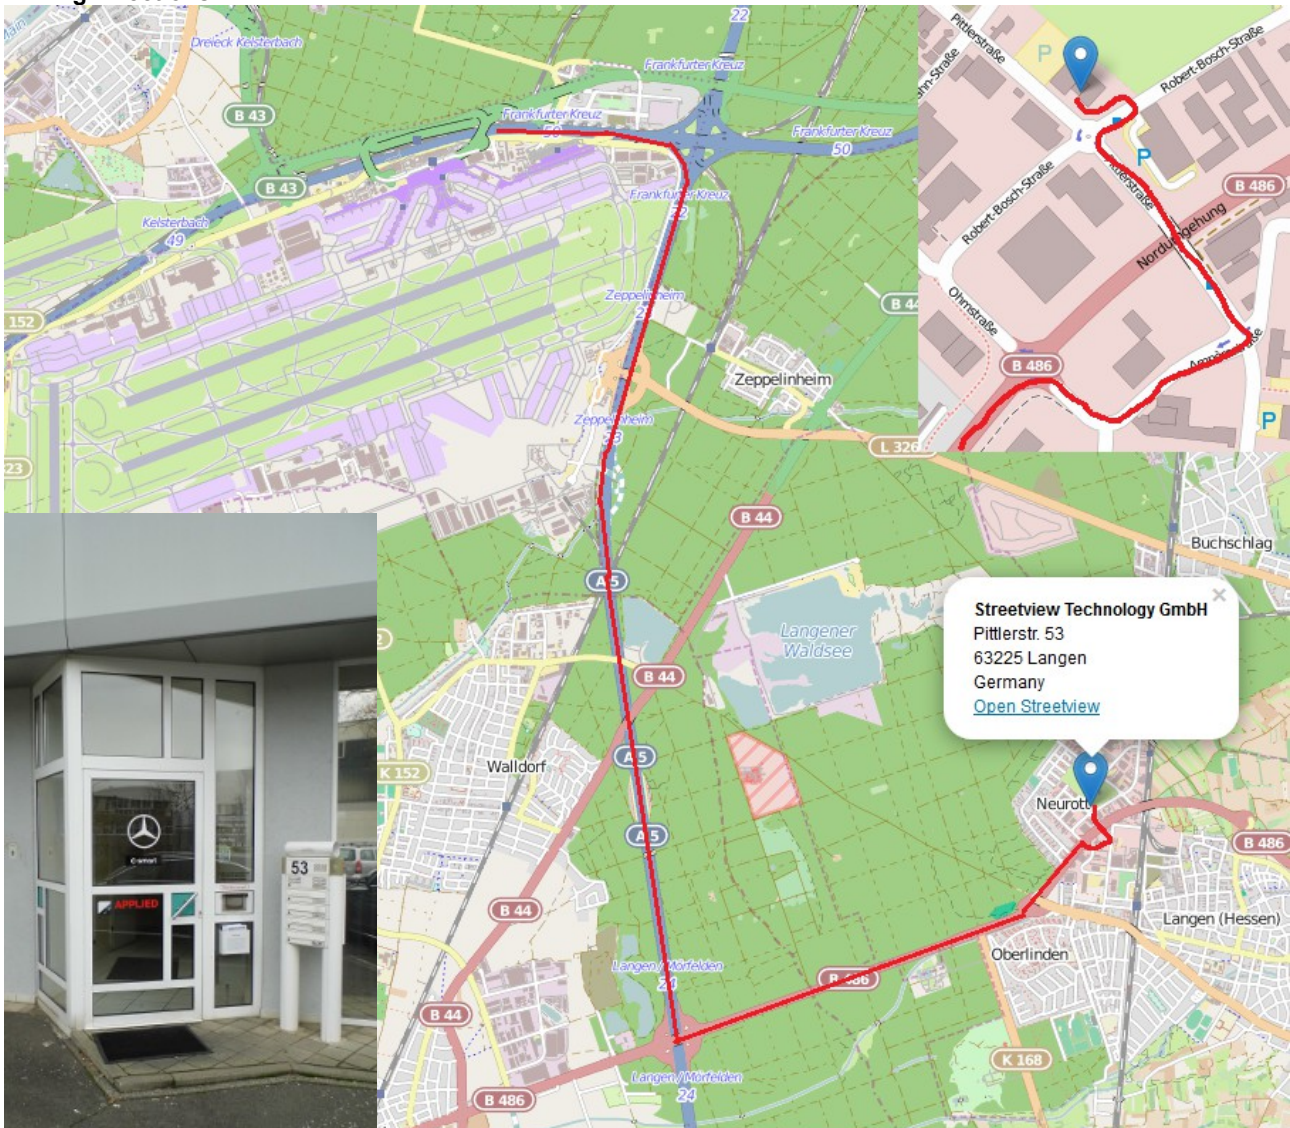 22
Dreieck Kelsterbach
Frankfurter Kreuz
B 43
Frankfurter Kreuz
50
Frankfurter Kreuz
50
B 43
Frankfurter Kreuz
Kelsterbach
49
Zeppelinheim
152
Zeppelinheim
Zeppelinheim
L 326
23
B 44
Buchschlag
A 5
Langener
Waldsee
B 44
K 152
Walldorf
A 5
A 5
B 44
Langen / Mörfelden
24
B 44
B 486
Langen / Mörfelden
24
B 486
Neurott
B 486
Langen (Hessen)
Oberlinden
K 168
Streetview Technology GmbH
Pittlerstr. 53
63225 Langen
Germany
Open Streetview
×
Pittlerstraße
P
Robert-Bosch-Straße
P
Robert-Bosch-Straße
B 486
Nordumgehung
Ohmstraße
B 486
P
53
APPLIED